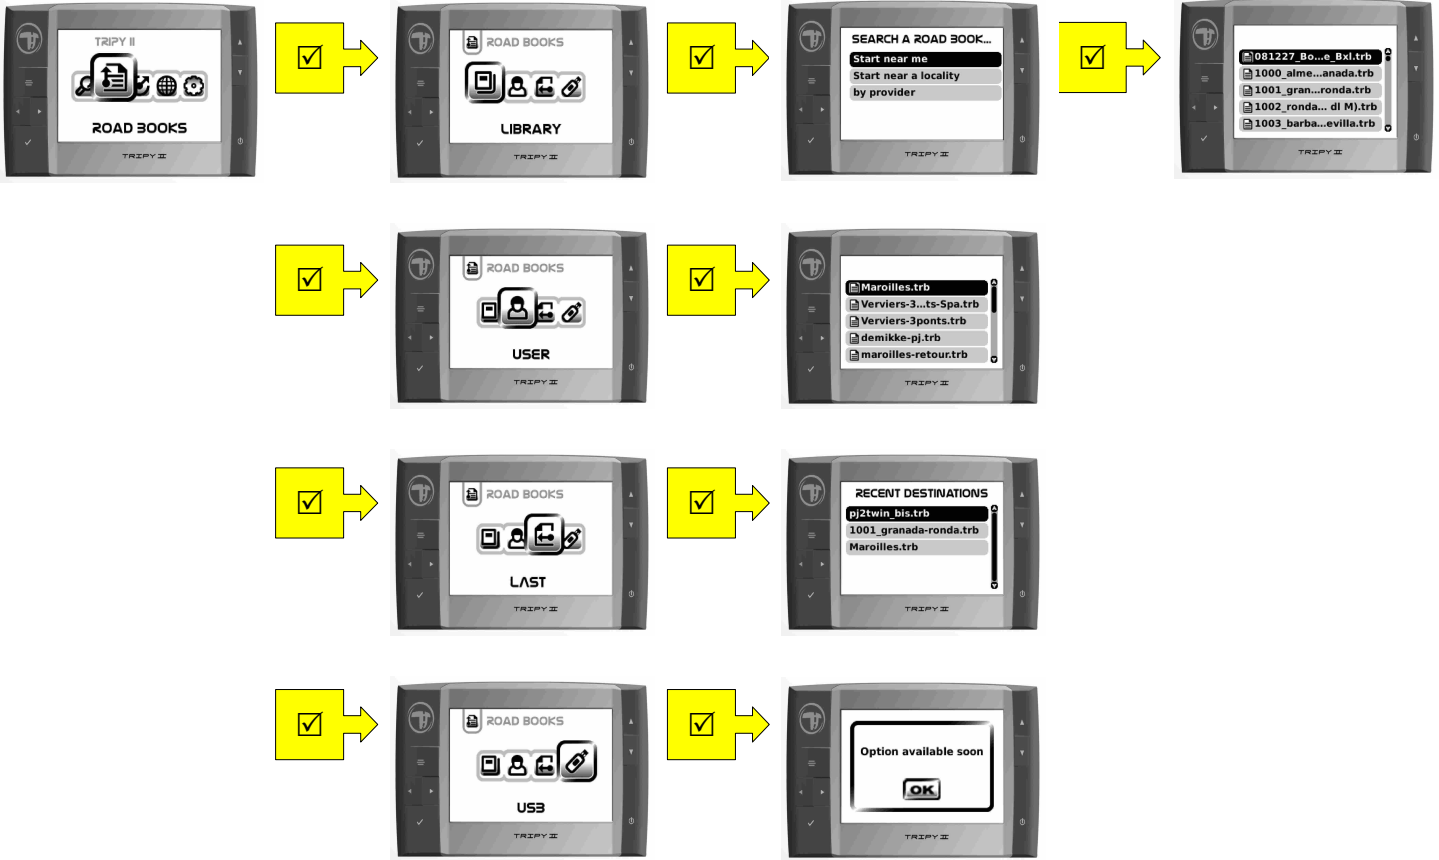 TRIPY II
ROAD BOOKS
TRIPY II
ROAD BOOKS
LIBRARY
TRIPY II
SEARCH A ROAD BOOK...
Start near me
Start near a locality
by provider
TRIPY II
081227_Bo...e_Bxl.trb
1000_alme...anada.trb
1001_gran...ronda.trb
1002_ronda... dl M).trb
1003_barba...evilla.trb
TRIPY II
ROAD BOOKS
USER
TRIPY II
Maroilles.trb
Verviers-3...ts-Spa.trb
Verviers-3ponts.trb
demikke-pj.trb
maroilles-retour.trb
TRIPY II
ROAD BOOKS
LAST
TRIPY II
RECENT DESTINATIONS
pj2twin_bis.trb
1001_granada-ronda.trb
Maroilles.trb
TRIPY II
ROAD BOOKS
USB
TRIPY II
Option available soon
OK
TRIPY II